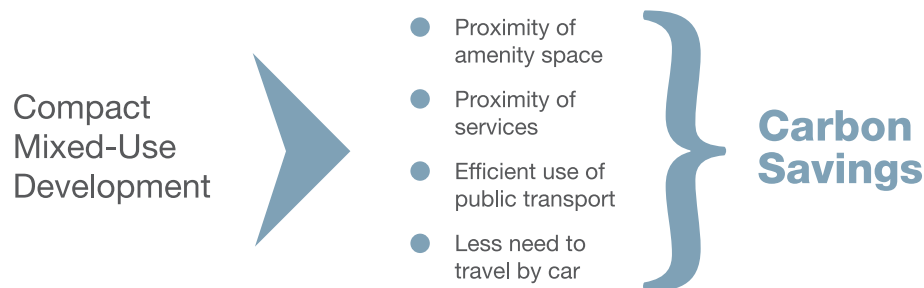 Compact
Mixed-Use
Development
Proximity of
amenity space
Proximity of
services
Efficient use of
public transport
Less need to
travel by car
Carbon
Savings